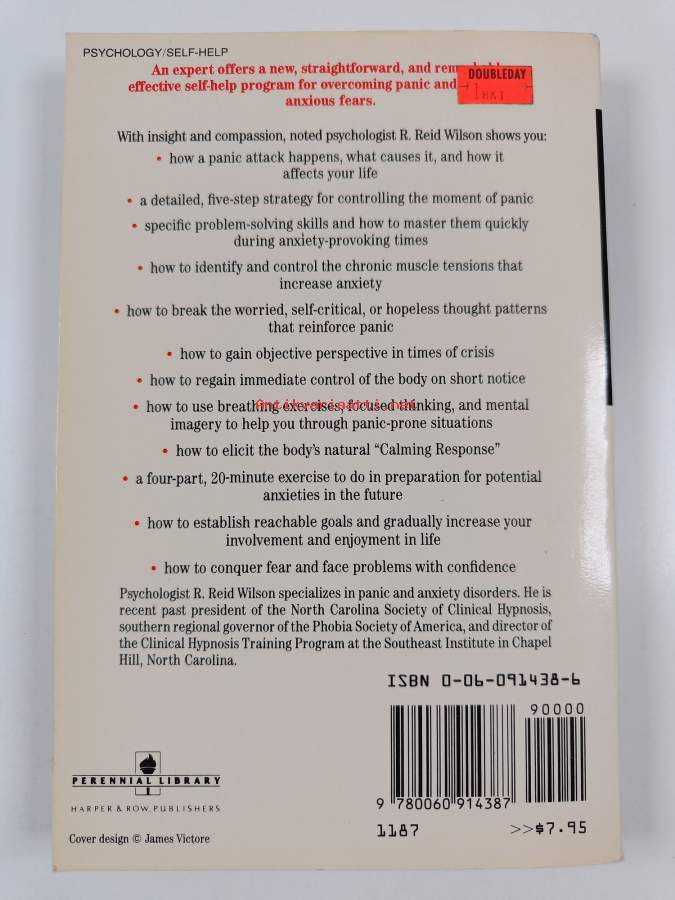 PSYCHOLOGY/SELF-HELP
An expert offers a new, straightforward, and
effective self-help program for overcoming panic and
anxious fears.
DOUBLEDAY
With insight and compassion, noted psychologist R. Reid Wilson shows you:
• how a panic attack happens, what causes it, and how it
affects your life
• a detailed, five-step strategy for controlling the moment of panic
• specific problem-solving skills and how to master them quickly
during anxiety-provoking times
• how to identify and control the chronic muscle tensions that
increase anxiety
• how to break the worried, self-critical, or hopeless thought patterns
that reinforce panic
• how to gain objective perspective in times of crisis
• how to regain immediate control of the body on short notice
• how to use breathing exercises, focused thinking, and mental
imagery to help you through panic-prone situations
• how to elicit the body's natural “Calming Response”
• a four-part, 20-minute exercise to do in preparation for potential
anxieties in the future
• how to establish reachable goals and gradually increase your
involvement and enjoyment in life
• how to conquer fear and face problems with confidence
Psychologist R. Reid Wilson specializes in panic and anxiety disorders. He is
recent past president of the North Carolina Society of Clinical Hypnosis,
southern regional governor of the Phobia Society of America, and director of
the Clinical Hypnosis Training Program at the Southeast Institute in Chapel
Hill, North Carolina.
ISBN 0-06-091438-6
90000
9 780060 914387
1187 >>$7.95
PERENNIAL LIBRARY
HARPER & ROW, PUBLISHERS
Cover design © James Victore